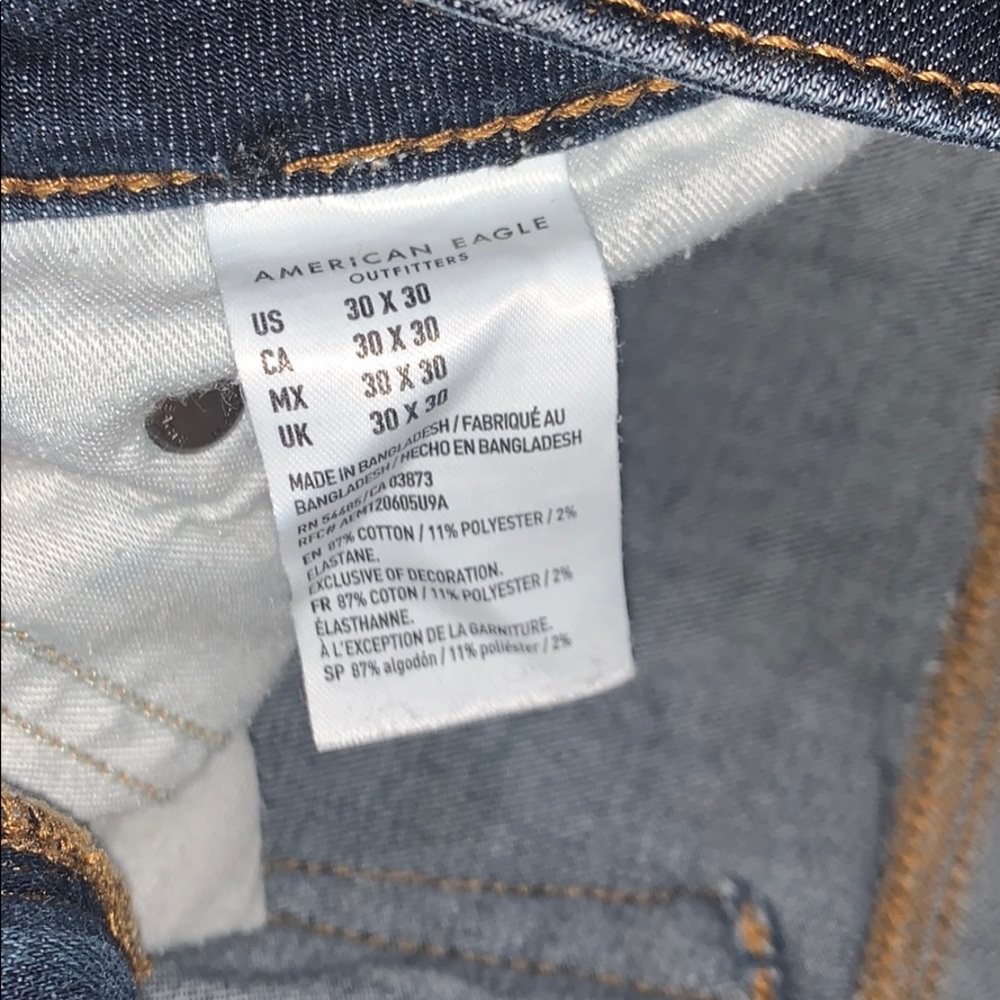 AMERICAN EAGLE
OUTFITTERS
US 30 X 30
CA 30 X 30
MX 30 X 30
UK 30 X 30
MADE IN BANGLADESH / FABRIQUÉ AU
BANGLADESH / HECHO EN BANGLADESH
RN 54485 / CA 03873
RFC# AEM120605U9A
EN 87% COTTON / 11% POLYESTER / 2%
ELASTANE.
EXCLUSIVE OF DECORATION.
FR 87% COTON / 11% POLYESTER / 2%
ÉLASTHANNE.
À L'EXCEPTION DE LA GARNITURE.
SP 87% algodón / 11% poliéster / 2%